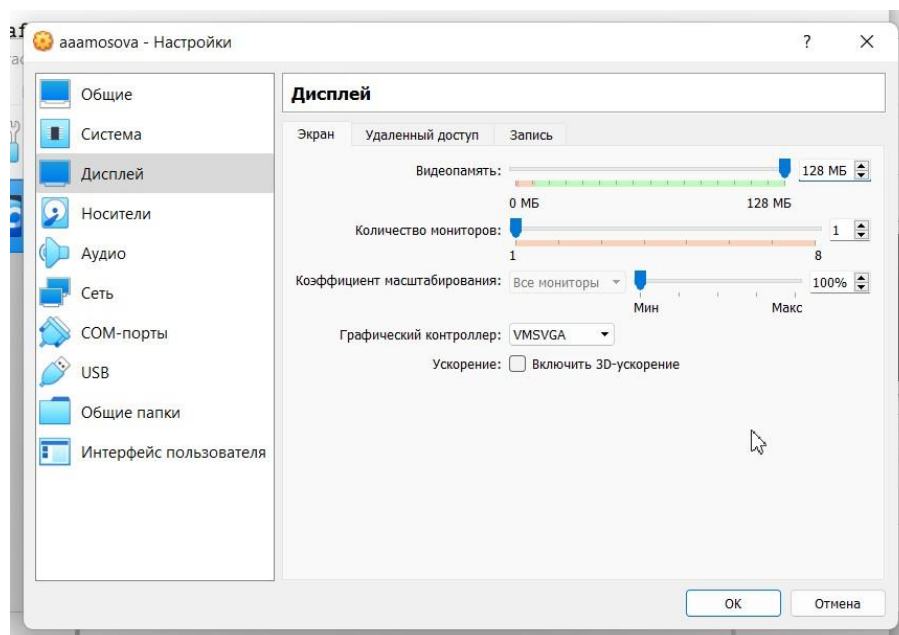 aaamosova - Настройки
?
Общие
Система
Дисплей
Носители
Аудио
Сеть
COM-порты
USB
Общие папки
Интерфейс пользователя
Дисплей
Экран Удаленный доступ Запись
Видеопамять: 128 МБ
0 МБ 128 МБ
Количество мониторов: 1
1 8
Коэффициент масштабирования: Все мониторы 100%
Мин Макс
Графический контроллер: VMSVGA
Ускорение: Включить 3D-ускорение
OK Отмена